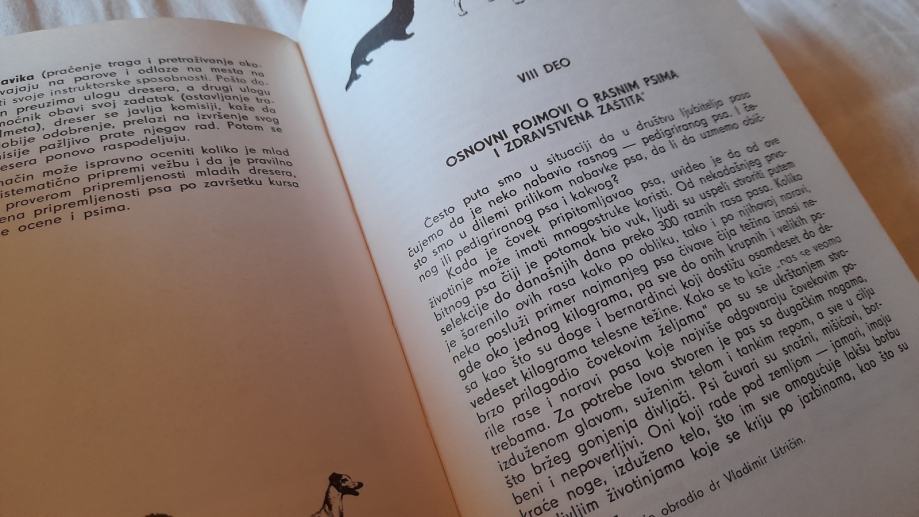 avika (praćenje traga i pretraživanje oko-
vajaju na parove i odlaze na mesta na
ti svoje instruktorske sposobnosti. Pošto do-
n preuzima ulogu dresera, a drugi ulogu
moćnik obavi svoj zadatak (ostavljanje tra-
dmeta), dreser se javlja komisiji, kaže da
obije odobrenje, prelazi na izvršenje svog
isije pažljivo prate njegov rad. Potom se
esera ponovo raspodeljuju.
način može ispravno oceniti koliko je mlad
istematično pripremi vežbu i da je pravilno
proverom pripremljenosti mladih dresera,
ena pripremljenosti psa po završetku kursa
e ocene i psima.
VIII DEO
OSNOVNI POJMOVI O RASNIM PSIMA
I ZDRAVSTVENA ZAŠTITA*
Često puta smo u situaciji da u društvu ljubitelja pasa
čujemo da je neko nabavio rasno — pedigriranog psa. I če-
sto smo u dilemi prilikom nabavke psa, da li da uzmemo obič-
nog ili pedigriranog psa i kakvog?
Kada je čovek pripitomljavao psa, uvideo je da od ove
životinje može imati mnogostruke koristi. Od nekadašnjeg prvo-
bitnog psa čiji je potomak bio vuk, ljudi su uspeli stvoriti putem
selekcije do današnjih dana preko 300 raznih rasa pasa. Koliko
je šarenilo ovih rasa kako po obliku, tako i po njihovoj naravi,
neka posluži primer najmanjeg psa čivave čija težina iznosi ne-
gde oko jednog kilograma, pa sve do onih krupnih i velikih pa-
sa kao što su doge i bernardinci koji dostižu osamdeset do de-
vedeset kilograma telesne težine. Kako se to kaže „nas se veoma
brzo prilagodio čovekovim željama“ pa su se ukrštanjem stvo-
rile rase i naravi pasa koje najviše odgovaraju čovekovim po-
trebama. Za potrebe lova stvoren je pas sa dugačkim nogama,
izduženom glavom, suženim telom i tankim repom, a sve u cilju
što bržeg gonjenja divljači. Psi čuvari su snažni, mišićavi, bor-
beni i nepoverljivi. Oni koji rade pod zemljom — jamari, imaju
kraće noge, izduženo telo, što im sve omogućuje lakšu borbu
divljim životinjama koje se kriju po jazbinama, kao što su
obradio dr Vladimir Litričin.